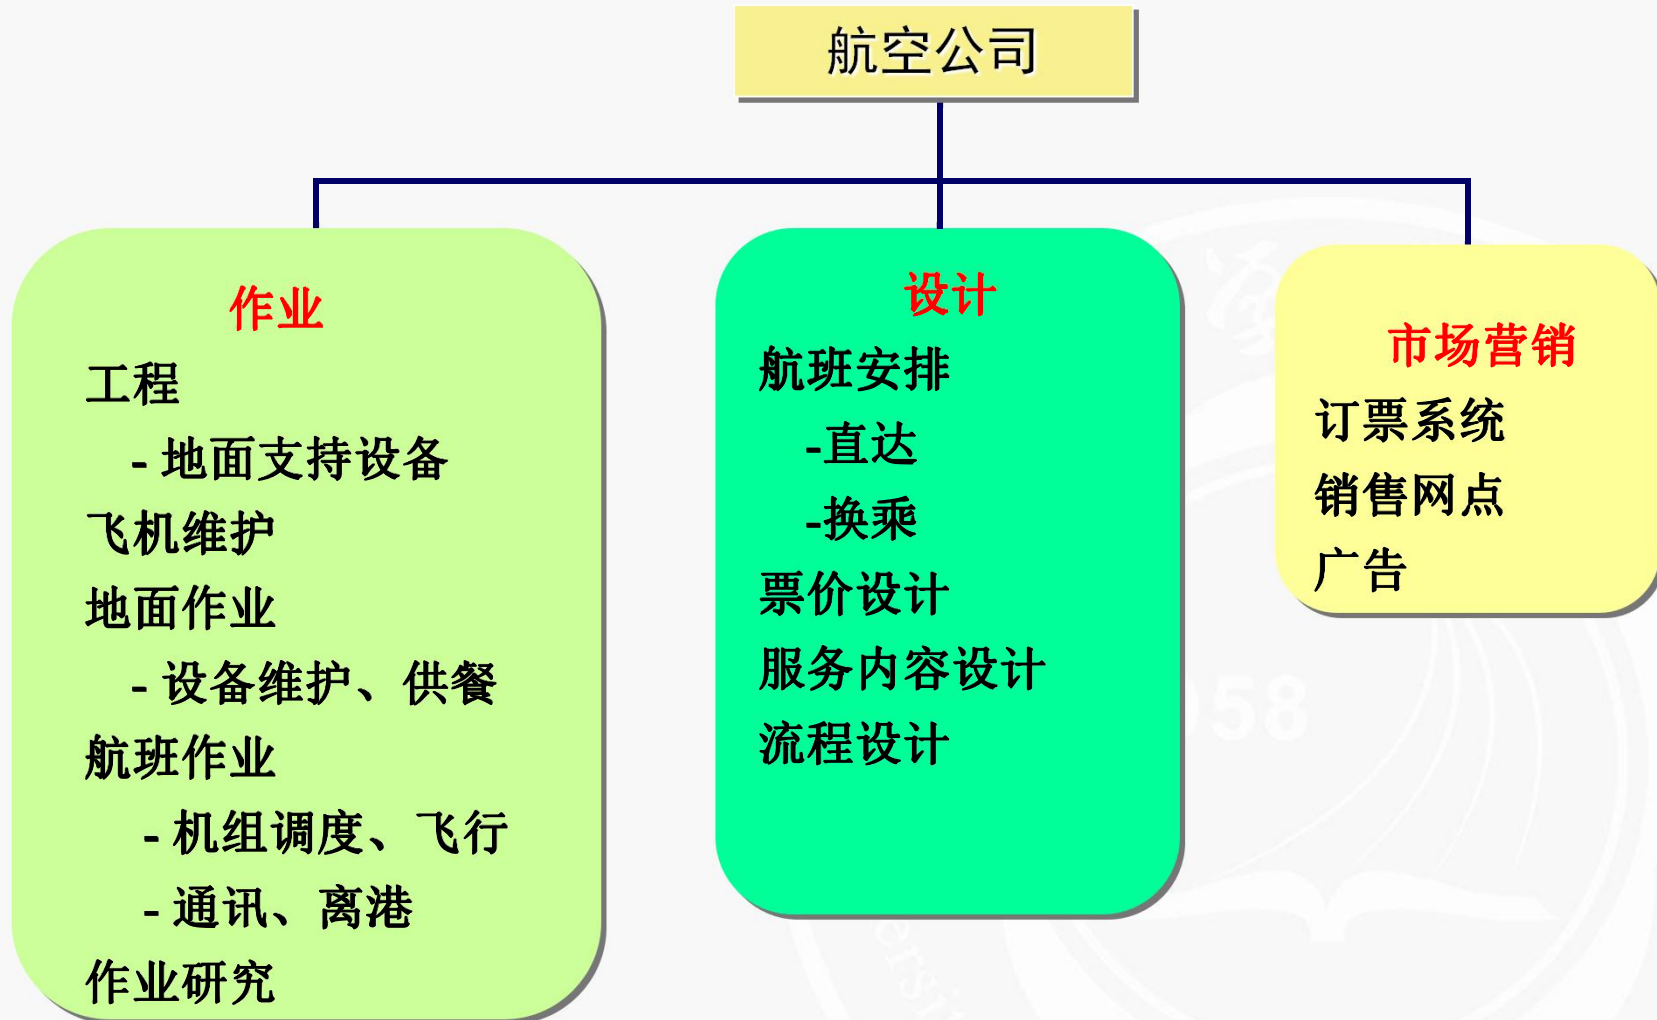 航空公司
作业
工程
- 地面支持设备
飞机维护
地面作业
- 设备维护、供餐
航班作业
- 机组调度、飞行
- 通讯、离港
作业研究
设计
航班安排
-直达
-换乘
票价设计
服务内容设计
流程设计
市场营销
订票系统
销售网点
广告